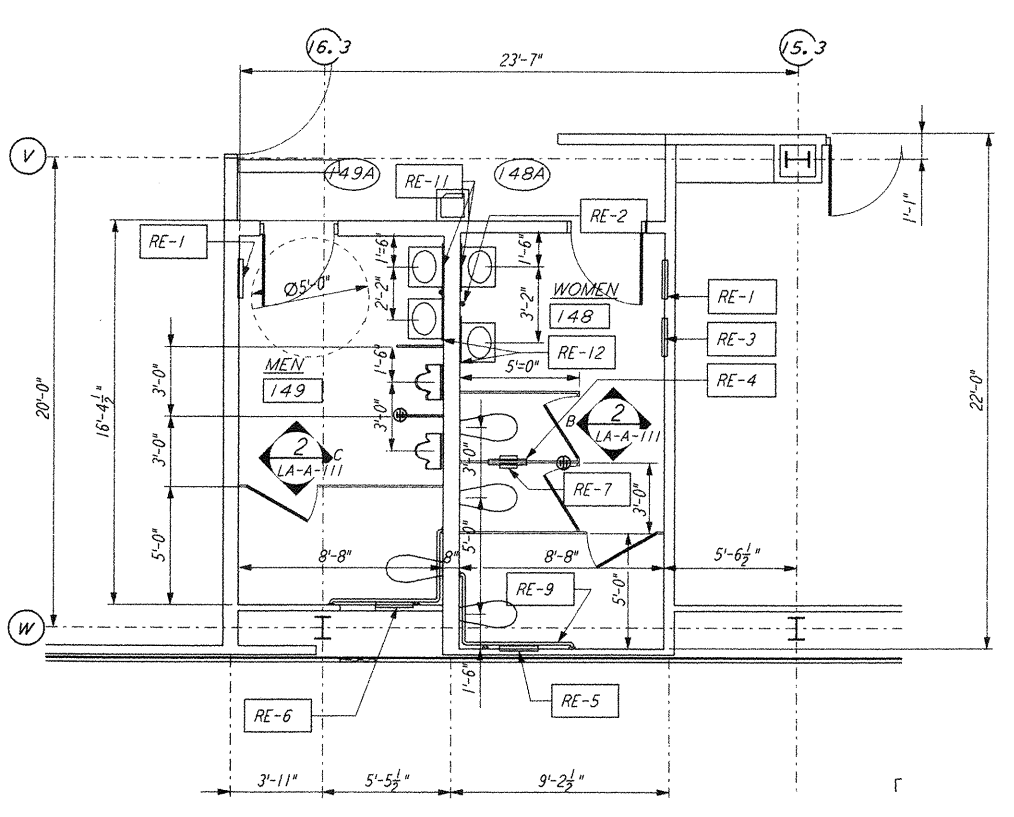 16.3
15.3
23'-7"
V
149A
RE-11
148A
RE-2
1'-1"
RE-1
1'=6"
1'-6"
Ø5'-0"
2'-2"
3'-2"
WOMEN
148
RE-1
RE-3
RE-12
5'=0"
RE-4
MEN
149
1'-6"
3'-0"
3'-0"
20'-0"
16'-4½"
22'-0"
2
LA-A-111
B
2
LA-A-111
C
3'-0"
3'-0"
RE-7
3'-0"
5'-0"
5'-0"
8'-8"
8"
8'-8"
5'-6½"
RE-9
5'-0"
W
1'-6"
RE-6
RE-5
3'-11"
5'-5½"
9'-2½"